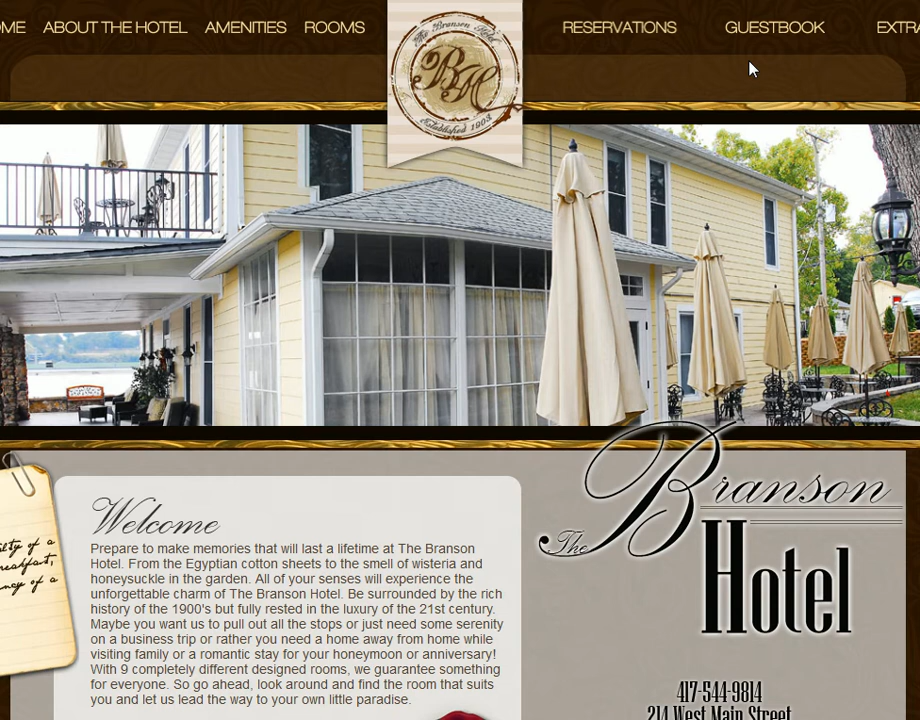 OME ABOUT THE HOTEL AMENITIES ROOMS RESERVATIONS GUESTBOOK EXTRA
The Branson Hotel
BH
Established 1903
Branson
The
Hotel
417-544-9814
214 West Main Street
ality of a
reakfast,
ncy of a
Welcome
Prepare to make memories that will last a lifetime at The Branson
Hotel. From the Egyptian cotton sheets to the smell of wisteria and
honeysuckle in the garden. All of your senses will experience the
unforgettable charm of The Branson Hotel. Be surrounded by the rich
history of the 1900's but fully rested in the luxury of the 21st century.
Maybe you want us to pull out all the stops or just need some serenity
on a business trip or rather you need a home away from home while
visiting family or a romantic stay for your honeymoon or anniversary!
With 9 completely different designed rooms, we guarantee something
for everyone. So go ahead, look around and find the room that suits
you and let us lead the way to your own little paradise.